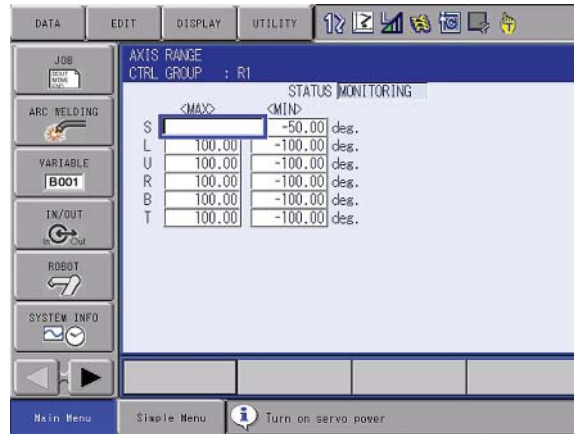 DATA EDIT DISPLAY UTILITY
JOB
ARC WELDING
VARIABLE
B001
IN/OUT
In Out
ROBOT
SYSTEM INFO
AXIS RANGE
CTRL GROUP : R1
STATUS MONITORING
<MAX> <MIN>
S -50.00 deg.
L 100.00 -100.00 deg.
U 100.00 -100.00 deg.
R 100.00 -100.00 deg.
B 100.00 -100.00 deg.
T 100.00 -100.00 deg.
Main Menu Simple Menu Turn on servo power